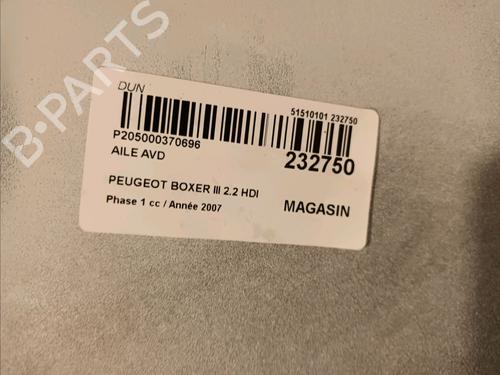 B-PARTS
DUN
51510101 232750
P205000370696
232750
AILE AVD
PEUGEOT BOXER III 2.2 HDI
MAGASIN
Phase 1 cc / Année 2007